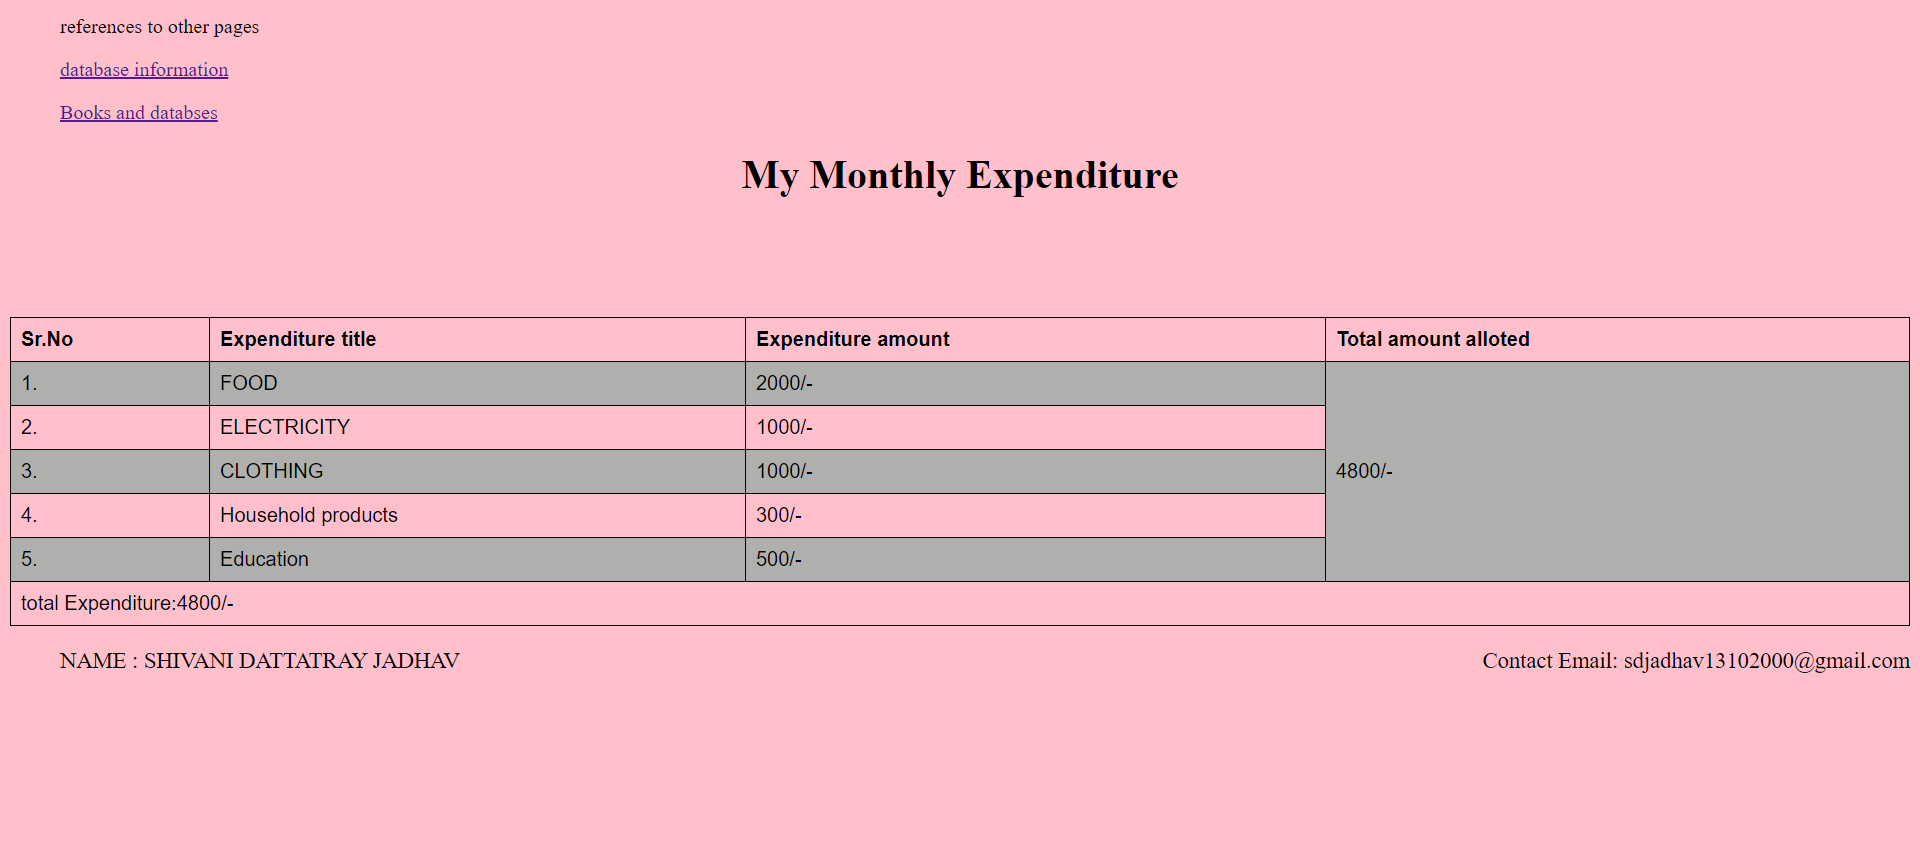 references to other pages
database information
Books and databses
My Monthly Expenditure
Sr.No Expenditure title Expenditure amount Total amount alloted
1. FOOD 2000/-
2. ELECTRICITY 1000/-
3. CLOTHING 1000/- 4800/-
4. Household products 300/-
5. Education 500/-
total Expenditure:4800/-
NAME : SHIVANI DATTATRAY JADHAV Contact Email: sdjadhav13102000@gmail.com